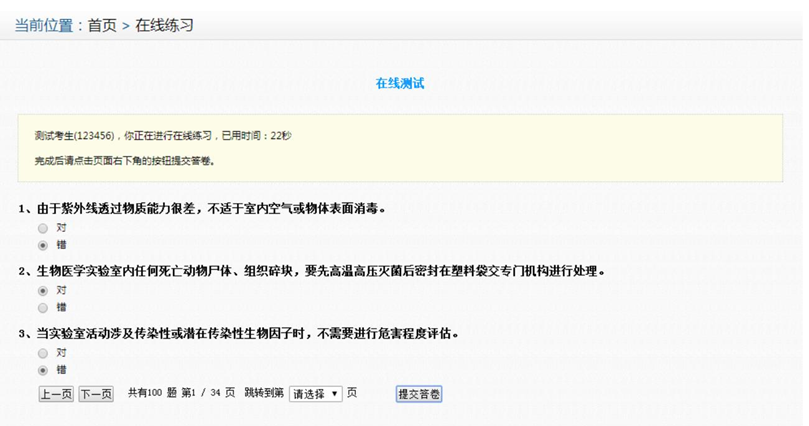 当前位置：首页 > 在线练习
在线测试
测试考生(123456)，你正在进行在线练习，已用时间：22秒
完成后请点击页面右下角的按钮提交答卷。
1、由于紫外线透过物质能力很差，不适于室内空气或物体表面消毒。
对
错
2、生物医学实验室内任何死亡动物尸体、组织碎块，要先高温高压灭菌后密封在塑料袋交专门机构进行处理。
对
错
3、当实验室活动涉及传染性或潜在传染性生物因子时，不需要进行危害程度评估。
对
错
上一页 下一页 共有100 题 第1 / 34 页 跳转到第 请选择 页 提交答卷